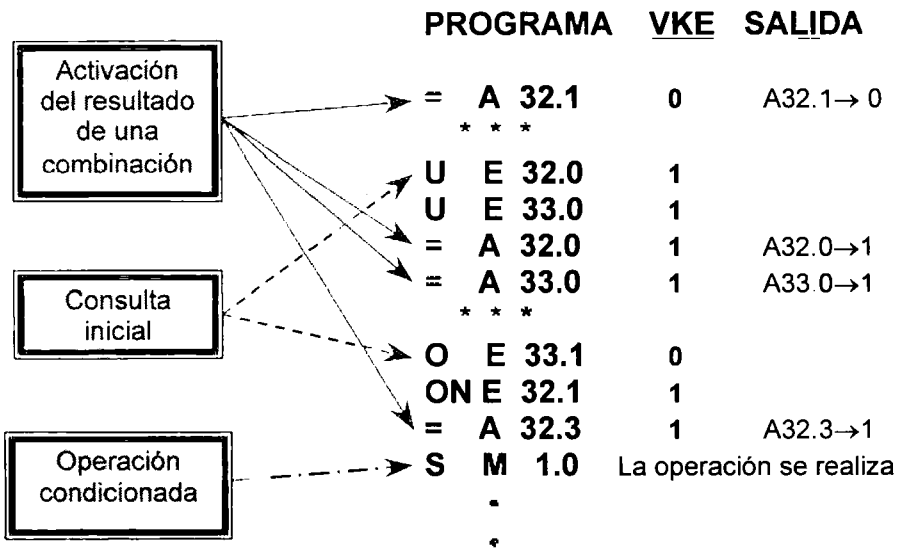 PROGRAMA VKE SALIDA
Activación
del resultado
de una
combinación
= A 32.1 0 A32.1→ 0
* * *
U E 32.0 1
U E 33.0 1
= A 32.0 1 A32.0→1
= A 33.0 1 A33.0→1
* * *
Consulta
inicial
O E 33.1 0
ON E 32.1 1
= A 32.3 1 A32.3→1
Operación
condicionada
S M 1.0 La operación se realiza